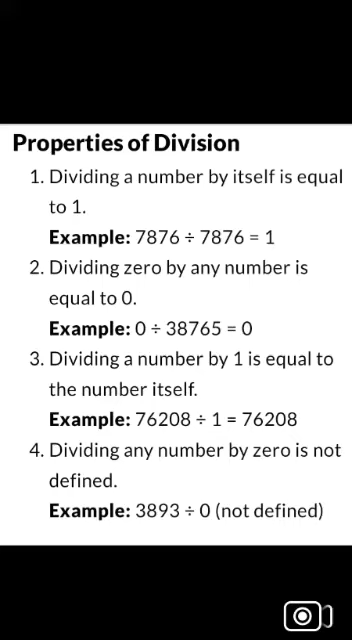 Properties of Division
1. Dividing a number by itself is equal
to 1.
Example: 7876 ÷ 7876 = 1
2. Dividing zero by any number is
equal to 0.
Example: 0 ÷ 38765 = 0
3. Dividing a number by 1 is equal to
the number itself.
Example: 76208 ÷ 1 = 76208
4. Dividing any number by zero is not
defined.
Example: 3893 ÷ 0 (not defined)